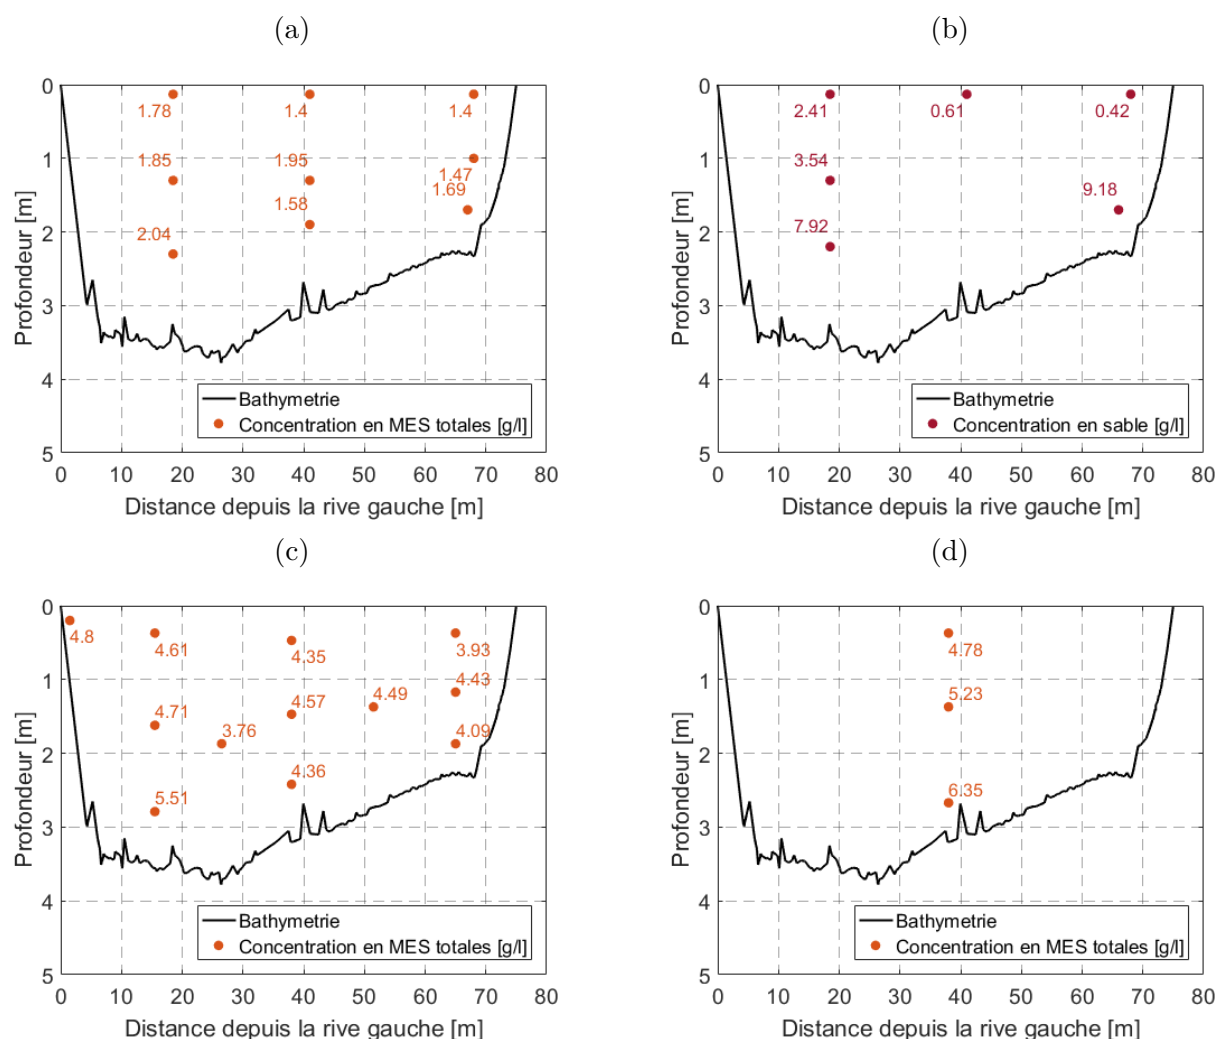 (a)
(b)
0
1
2
3
4
5
Profondeur [m]
1.78
1.4
1.4
1.85
1.95
1.47
1.69
1.58
2.04
Bathymetrie
Concentration en MES totales [g/l]
0 10 20 30 40 50 60 70 80
Distance depuis la rive gauche [m]
0
1
2
3
4
5
Profondeur [m]
2.41
0.61
0.42
3.54
9.18
7.92
Bathymetrie
Concentration en sable [g/l]
0 10 20 30 40 50 60 70 80
Distance depuis la rive gauche [m]
(c)
(d)
0
1
2
3
4
5
Profondeur [m]
4.8
4.61
4.35
3.93
4.43
4.49
4.57
4.71
3.76
4.09
4.36
5.51
Bathymetrie
Concentration en MES totales [g/l]
0 10 20 30 40 50 60 70 80
Distance depuis la rive gauche [m]
0
1
2
3
4
5
Profondeur [m]
4.78
5.23
6.35
Bathymetrie
Concentration en MES totales [g/l]
0 10 20 30 40 50 60 70 80
Distance depuis la rive gauche [m]